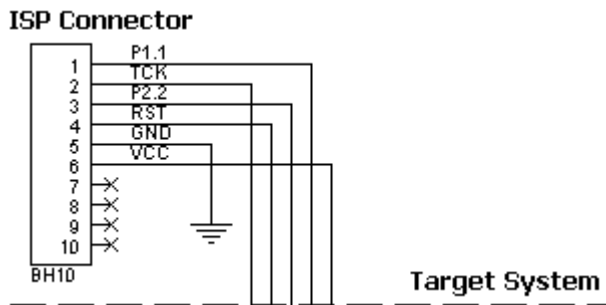 ISP Connector
1 P1.1
2 TCK
3 P2.2
4 RST
5 GND
6 VCC
7
8
9
10
BH10
Target System